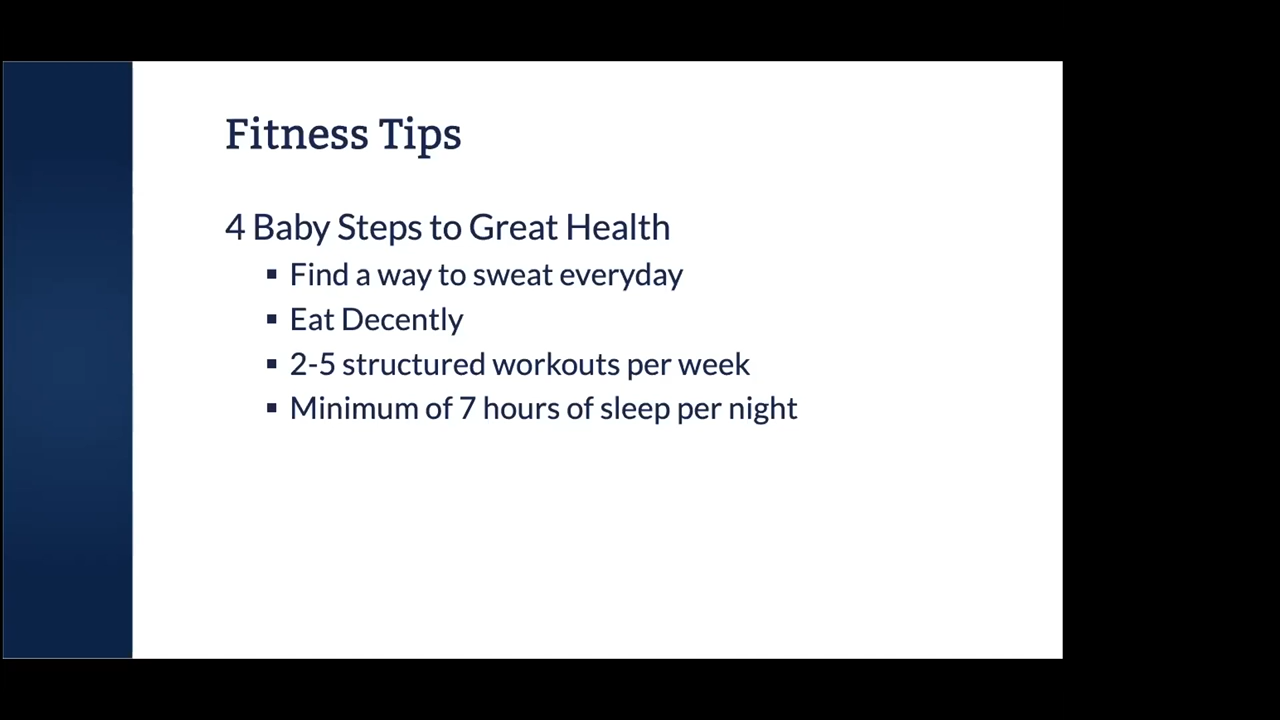 Fitness Tips
4 Baby Steps to Great Health
▪ Find a way to sweat everyday
▪ Eat Decently
▪ 2-5 structured workouts per week
▪ Minimum of 7 hours of sleep per night